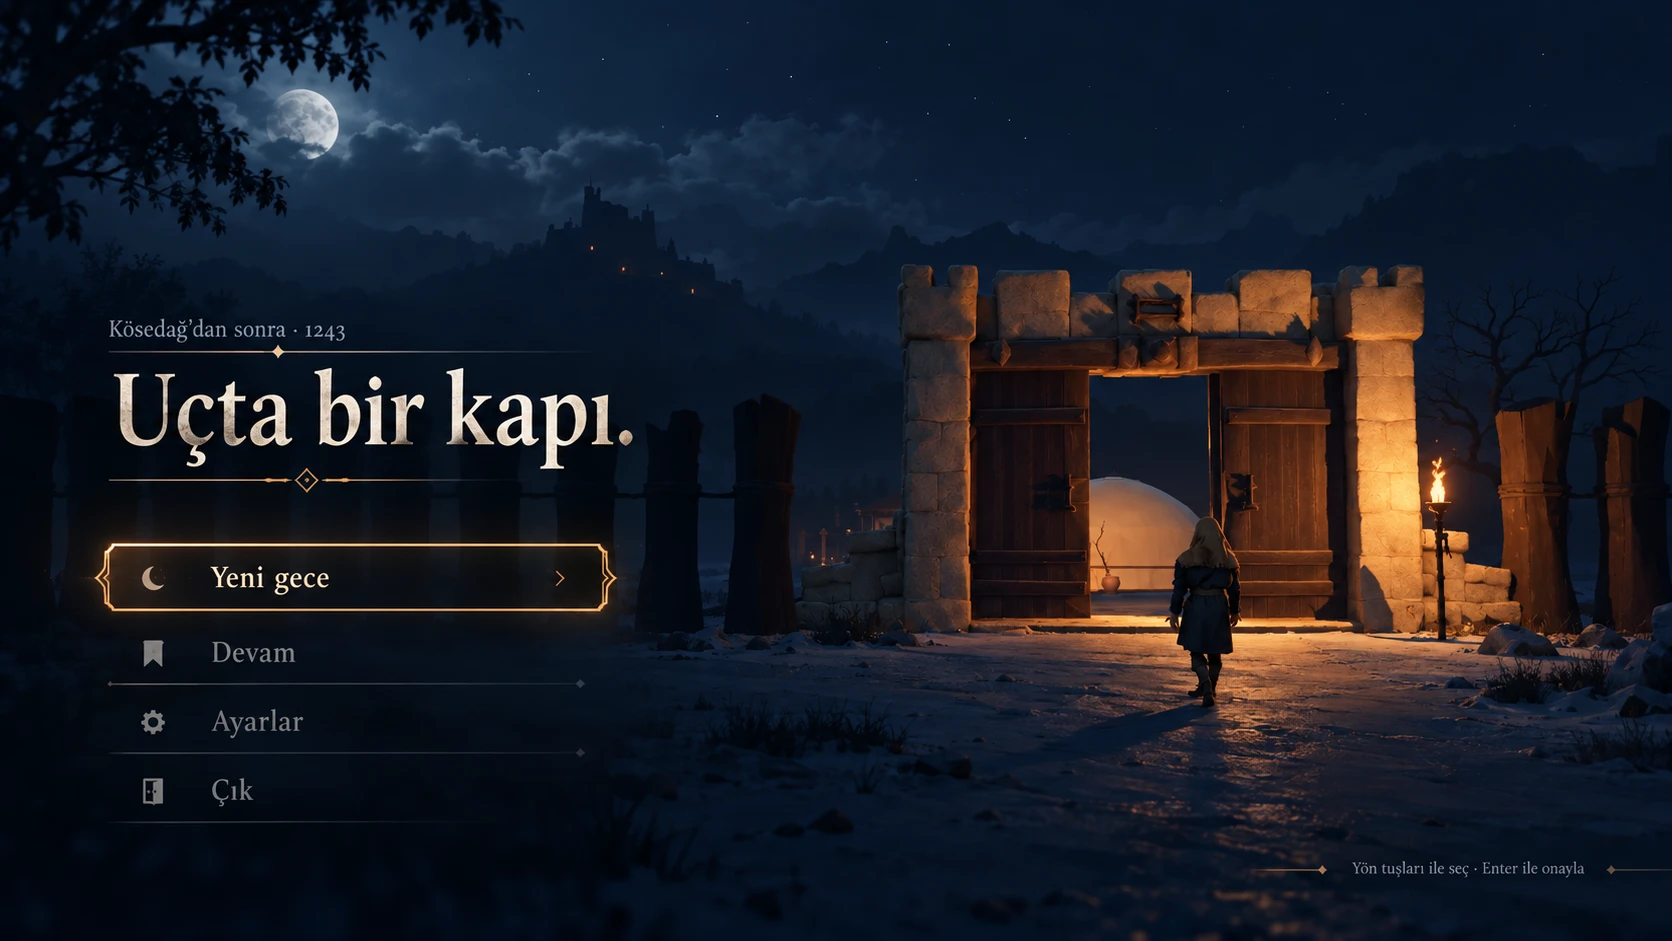 Kösedağ’dan sonra · 1243
Uçta bir kapı.
Yeni gece
Devam
Ayarlar
Çık
Yön tuşları ile seç · Enter ile onayla